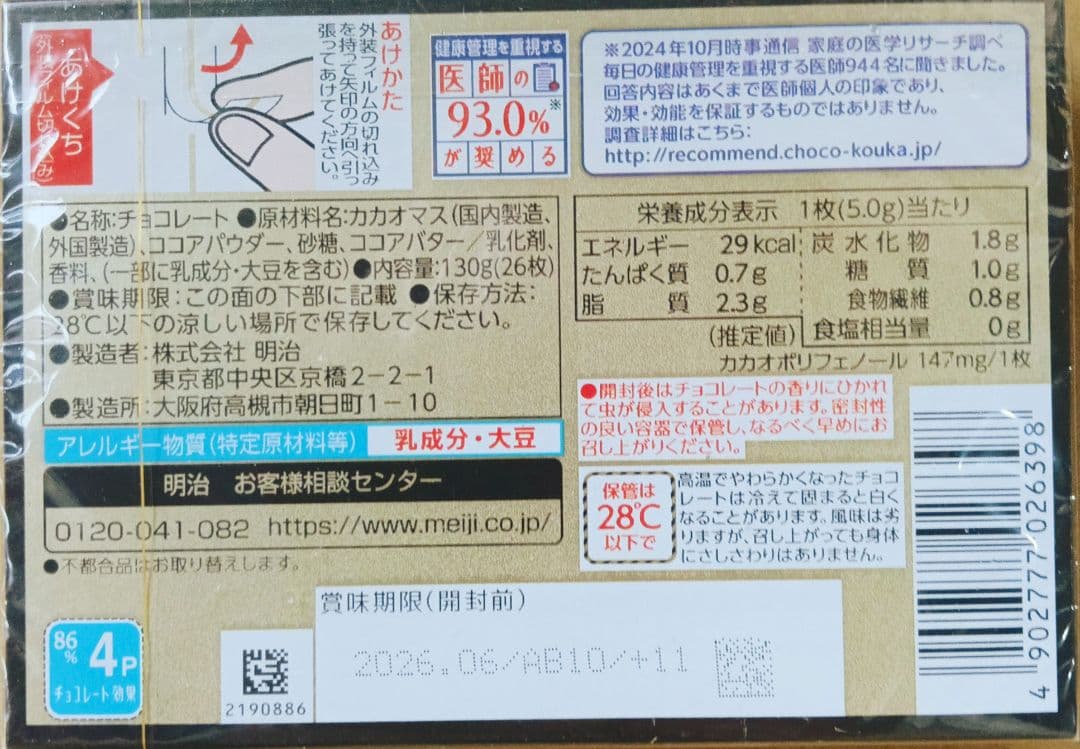 あけくち
外装フィルム切れ込み
あけかた
外装フィルムの切れ込み
を持って矢印の方向へ引っ
張ってあけてください。
健康管理を重視する
医師の
93.0%※
が奨める
※2024年10月時事通信 家庭の医学リサーチ調べ
毎日の健康管理を重視する医師944名に聞きました。
回答内容はあくまで医師個人の印象であり、
効果・効能を保証するものではありません。
調査詳細はこちら:
http://recommend.choco-kouka.jp/
●名称:チョコレート ●原材料名:カカオマス(国内製造、
外国製造)、ココアパウダー、砂糖、ココアバター/乳化剤、
香料、(一部に乳成分・大豆を含む) ●内容量:130g(26枚)
●賞味期限:この面の下部に記載 ●保存方法:
28℃以下の涼しい場所で保存してください。
●製造者:株式会社 明治
東京都中央区京橋2-2-1
●製造所:大阪府高槻市朝日町1-10
アレルギー物質(特定原材料等) 乳成分・大豆
明治 お客様相談センター
0120-041-082 https://www.meiji.co.jp/
●不都合品はお取り替えします。
栄養成分表示 1枚(5.0g)当たり
エネルギー 29kcal
たんぱく質 0.7g
脂質 2.3g
炭水化物 1.8g
糖質 1.0g
食物繊維 0.8g
食塩相当量 0g
(推定値)
カカオポリフェノール 147mg/1枚
●開封後はチョコレートの香りにひかれ
て虫が侵入することがあります。密封性
の良い容器で保管し、なるべく早めにお
召し上がりください。
保管は
28℃
以下で
高温でやわらかくなったチョコ
レートは冷えて固まると白く
なることがあります。風味は劣
りますが、召し上がっても身体
にさしさわりはありません。
86%
4P
チョコレート効果
2190886
賞味期限(開封前)
2026.06/AB10/+11
4902777026398